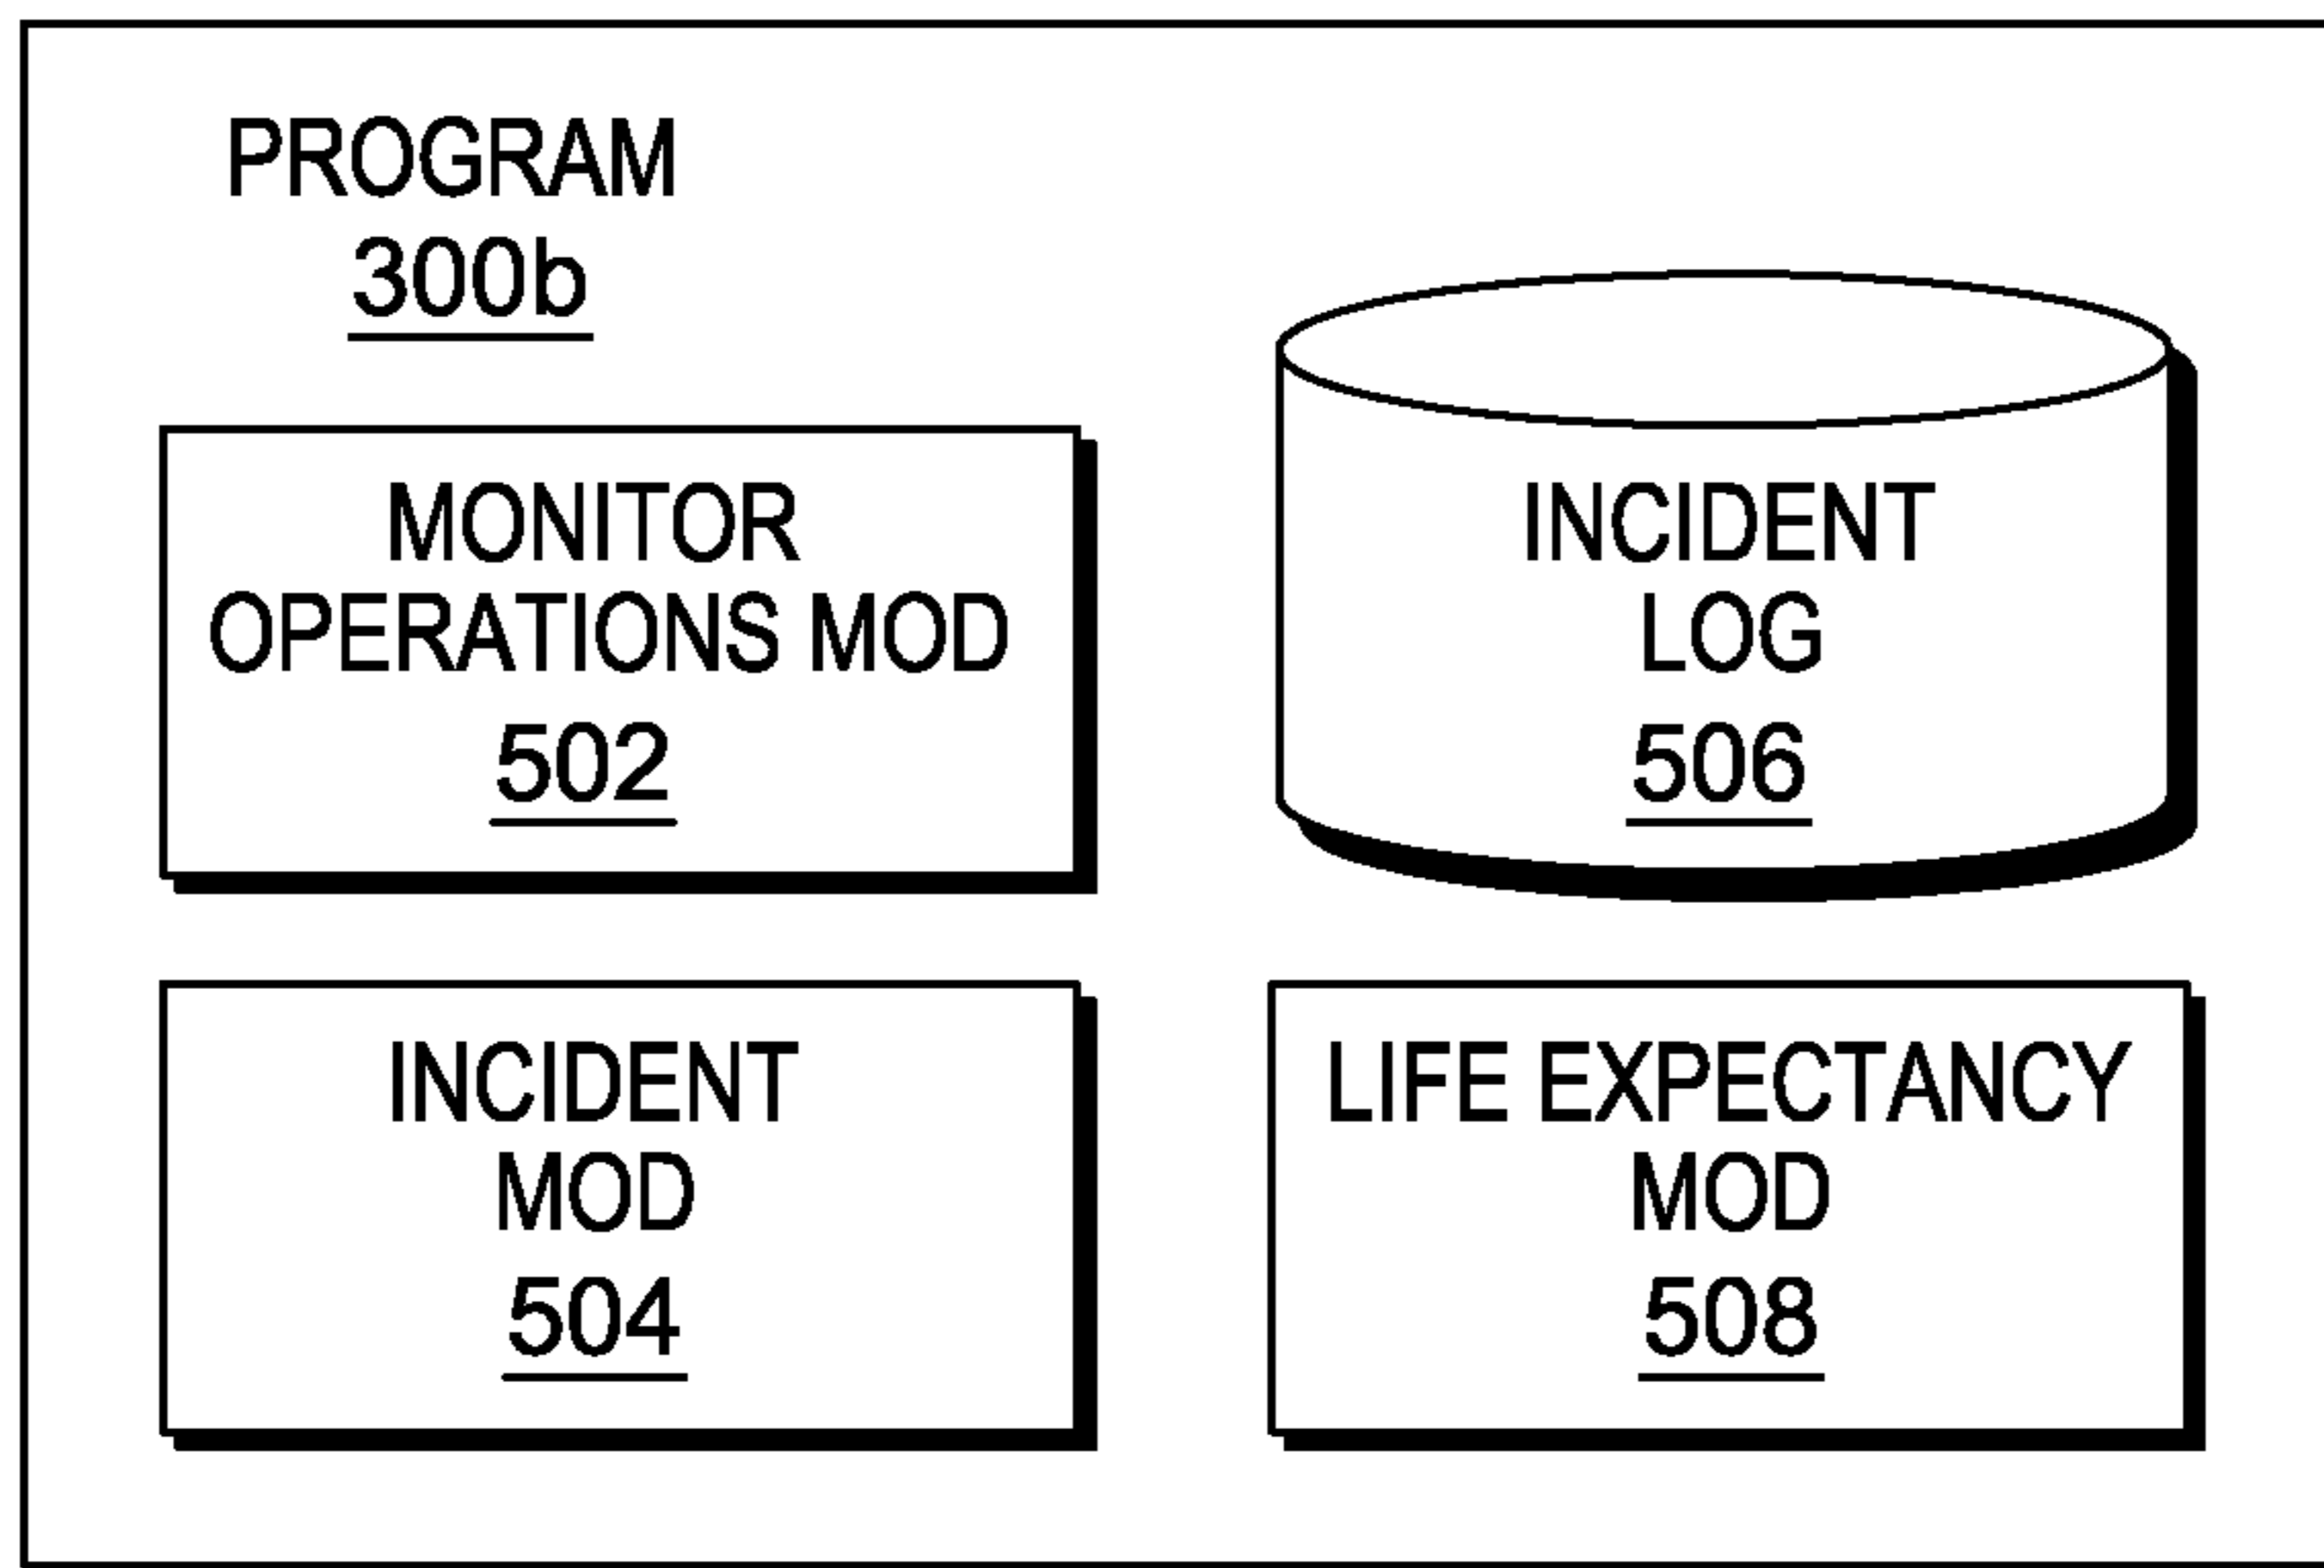 PROGRAM
300b
MONITOR
OPERATIONS MOD
502
INCIDENT
LOG
506
INCIDENT
MOD
504
LIFE EXPECTANCY
MOD
508